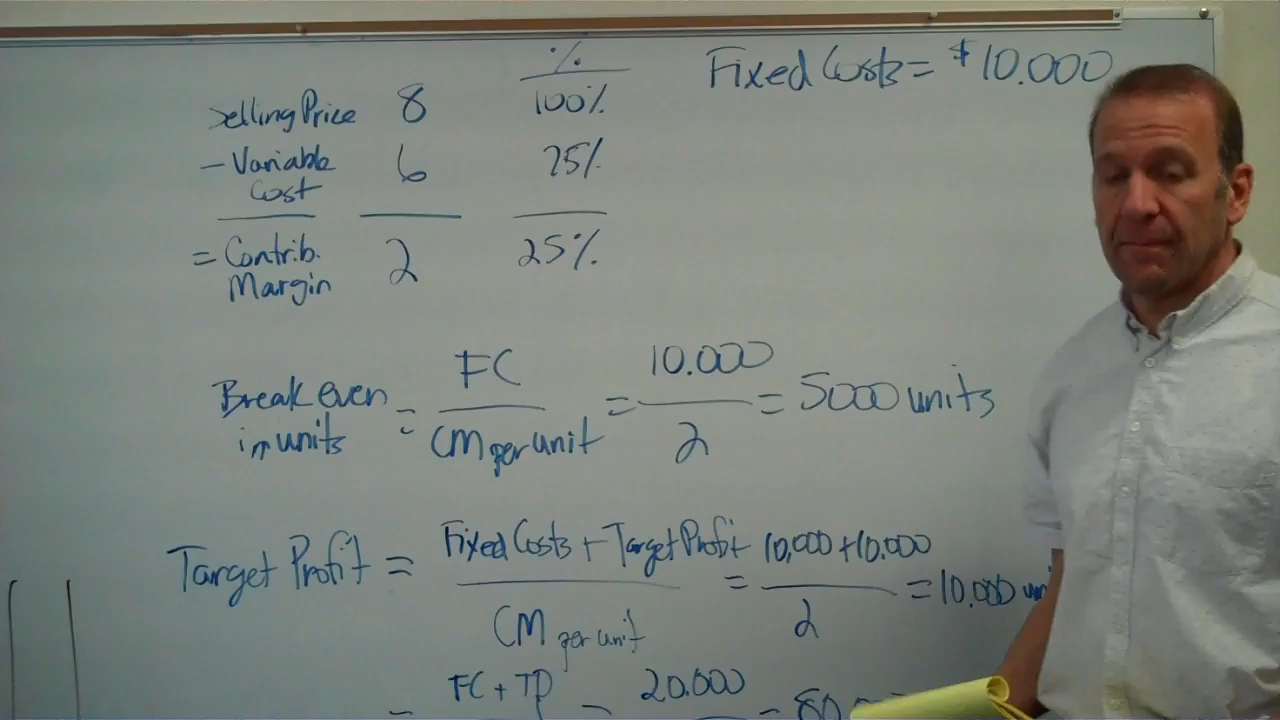 % Fixed Costs = $10.000
Selling Price 8 100%
- Variable Cost 6 75%
= Contrib. Margin 2 25%
Break even in units = FC / CM per unit = 10.000 / 2 = 5000 units
Target Profit = Fixed Costs + Target Profit / CM per unit = 10,000 + 10.000 / 2 = 10.000
= FC + TP = 20.000 =